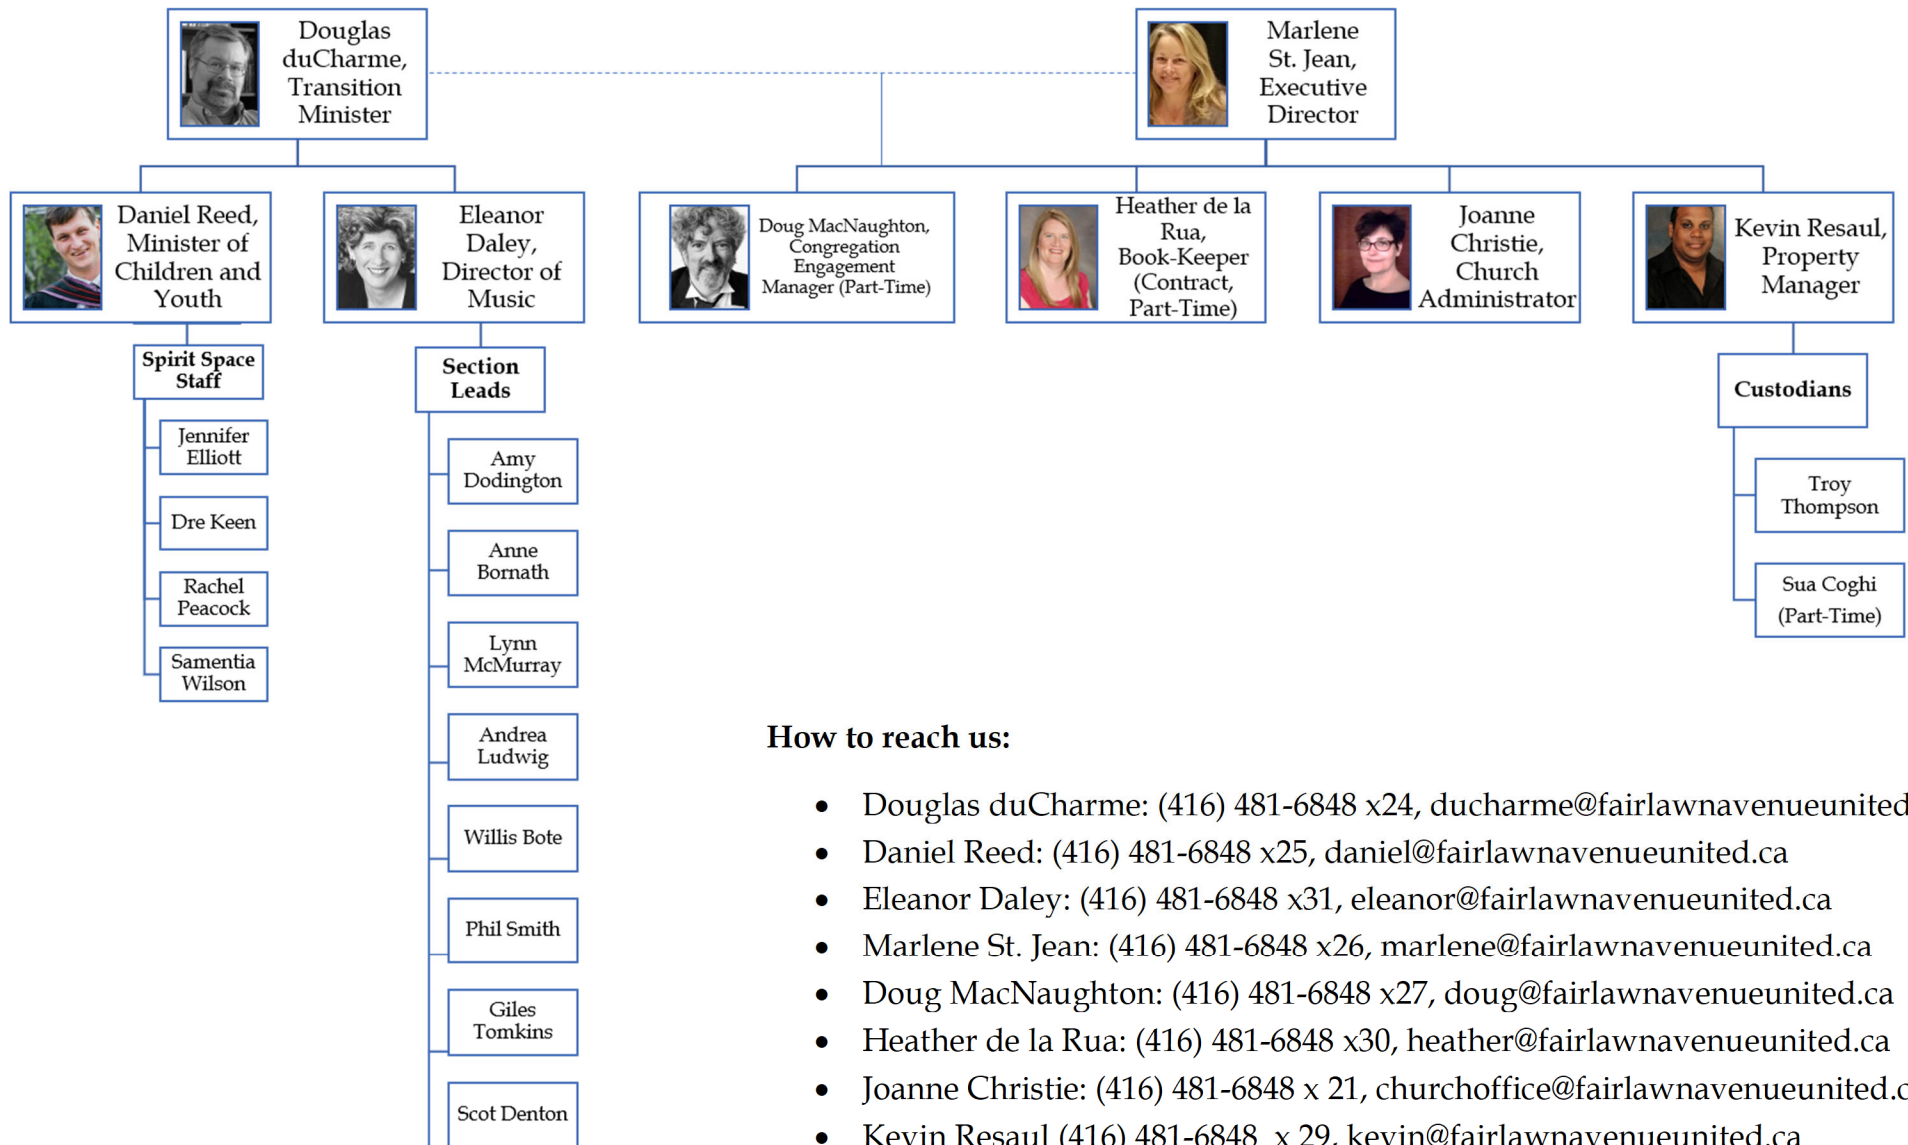 Douglas
duCharme,
Transition
Minister
Marlene
St. Jean,
Executive
Director
Daniel Reed,
Minister of
Children and
Youth
Eleanor
Daley,
Director of
Music
Doug MacNaughton,
Congregation
Engagement
Manager (Part-Time)
Heather de la
Rua,
Book-Keeper
(Contract,
Part-Time)
Joanne
Christie,
Church
Administrator
Kevin Resaul,
Property
Manager
Spirit Space
Staff
Jennifer
Elliott
Dre Keen
Rachel
Peacock
Samentia
Wilson
Section
Leads
Amy
Dodington
Anne
Bornath
Lynn
McMurray
Andrea
Ludwig
Willis Bote
Phil Smith
Giles
Tomkins
Scot Denton
Custodians
Troy
Thompson
Sua Coghi
(Part-Time)
How to reach us:
• Douglas duCharme: (416) 481-6848 x24, ducharme@fairlawnavenueunited
• Daniel Reed: (416) 481-6848 x25, daniel@fairlawnavenueunited.ca
• Eleanor Daley: (416) 481-6848 x31, eleanor@fairlawnavenueunited.ca
• Marlene St. Jean: (416) 481-6848 x26, marlene@fairlawnavenueunited.ca
• Doug MacNaughton: (416) 481-6848 x27, doug@fairlawnavenueunited.ca
• Heather de la Rua: (416) 481-6848 x30, heather@fairlawnavenueunited.ca
• Joanne Christie: (416) 481-6848 x 21, churchoffice@fairlawnavenueunited.c
• Kevin Resaul (416) 481-6848 x 29, kevin@fairlawnavenueunited.ca